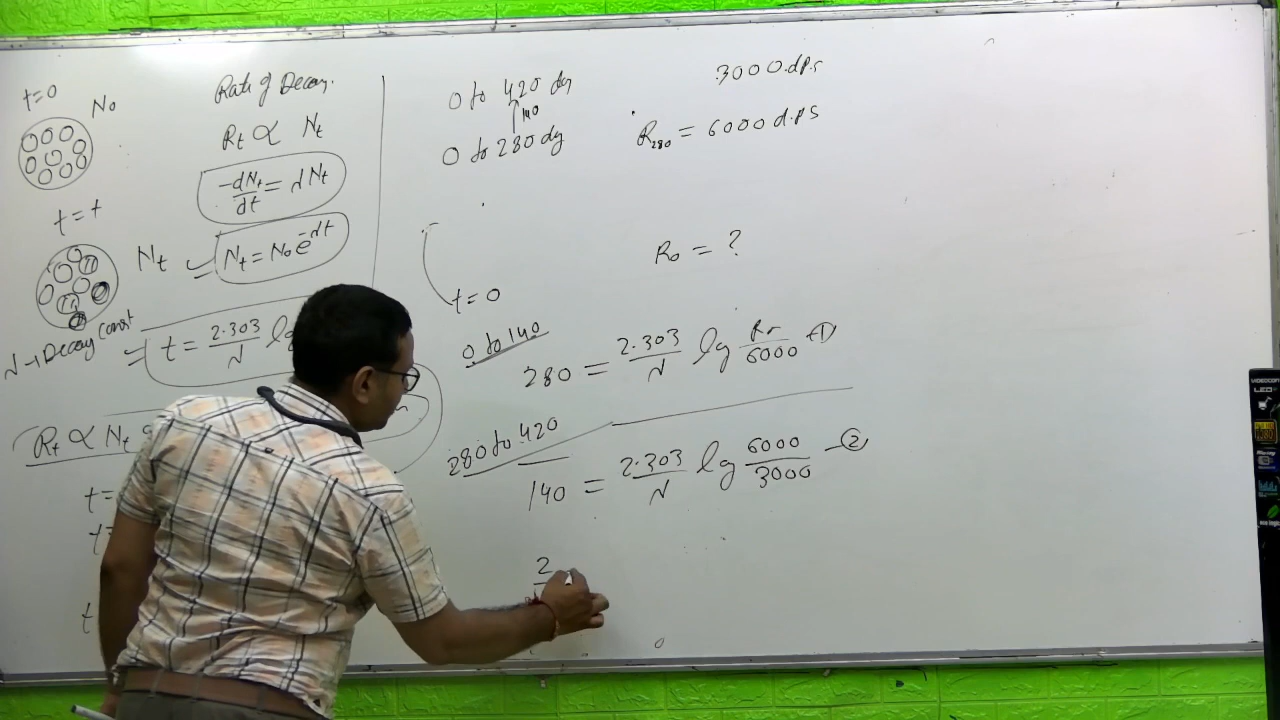 t=0
N₀
Rate of Decay.
Rt ∝ Nt
-dNt/dt = λNt
t=t
Nt
Nt = N₀e^-λt
λ→Decay Const
t = 2.303/λ lg
Rt ∝ Nt
t=
0 to 420 dy
140
0 to 280 dy
3000.dps
R₂₈₀ = 6000 d.ps
R₀ = ?
t=0
0 to 140
280 = 2.303/λ lg R₀/6000 -①
280 to 420
140 = 2.303/λ lg 6000/3000 -②
2
VIDEOCON
LED